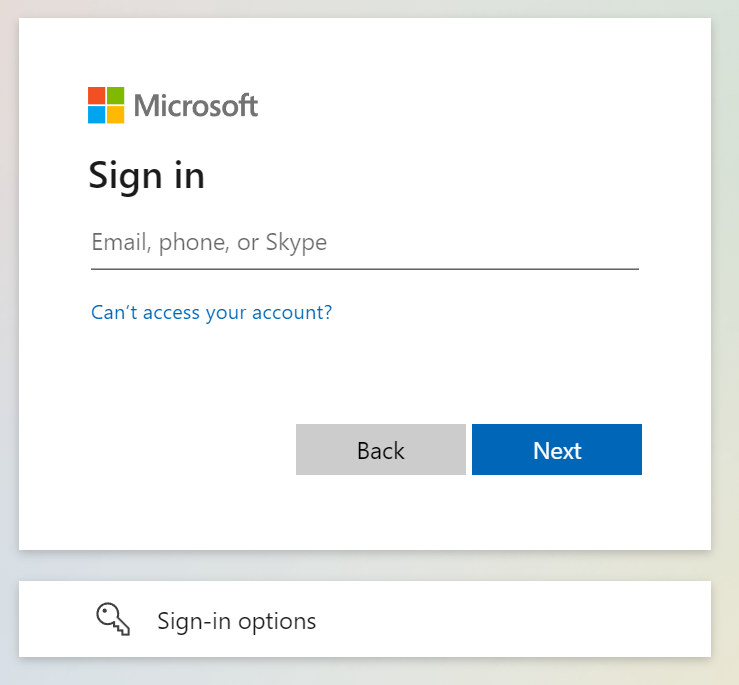 Microsoft
Sign in
Email, phone, or Skype
Can’t access your account?
Back Next
Sign-in options